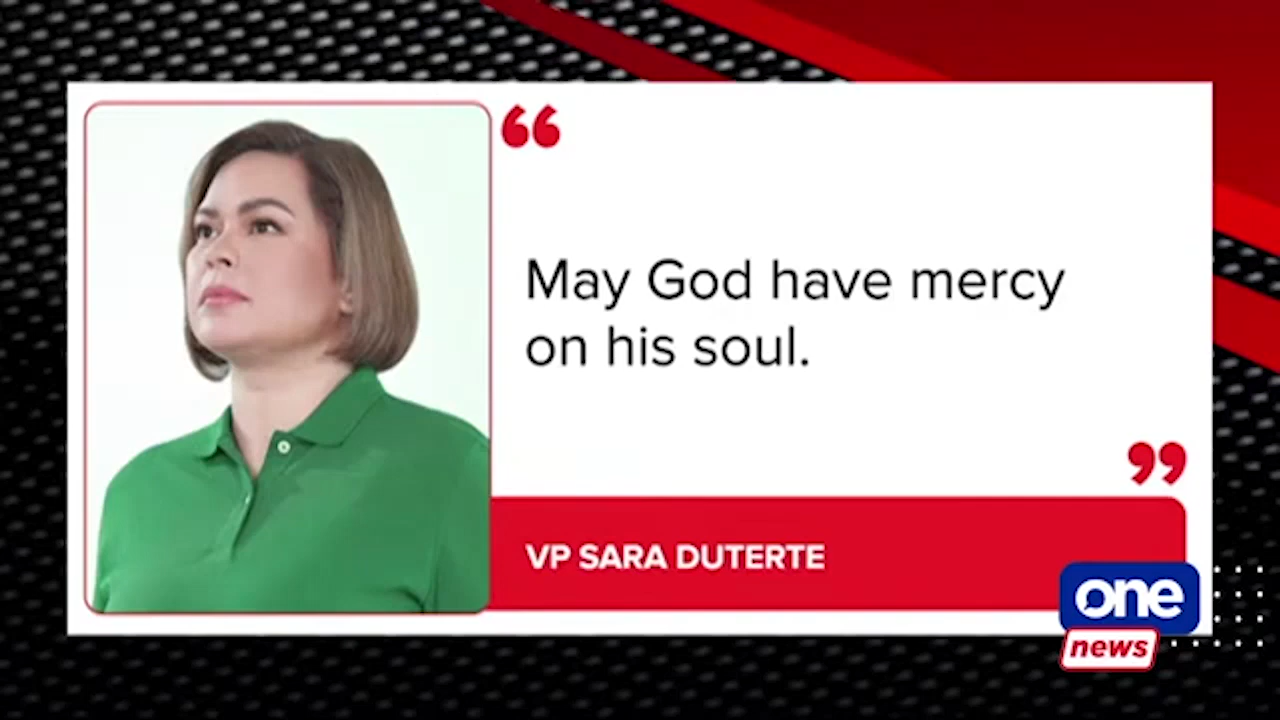 “
May God have mercy
on his soul.
”
VP SARA DUTERTE
one
news